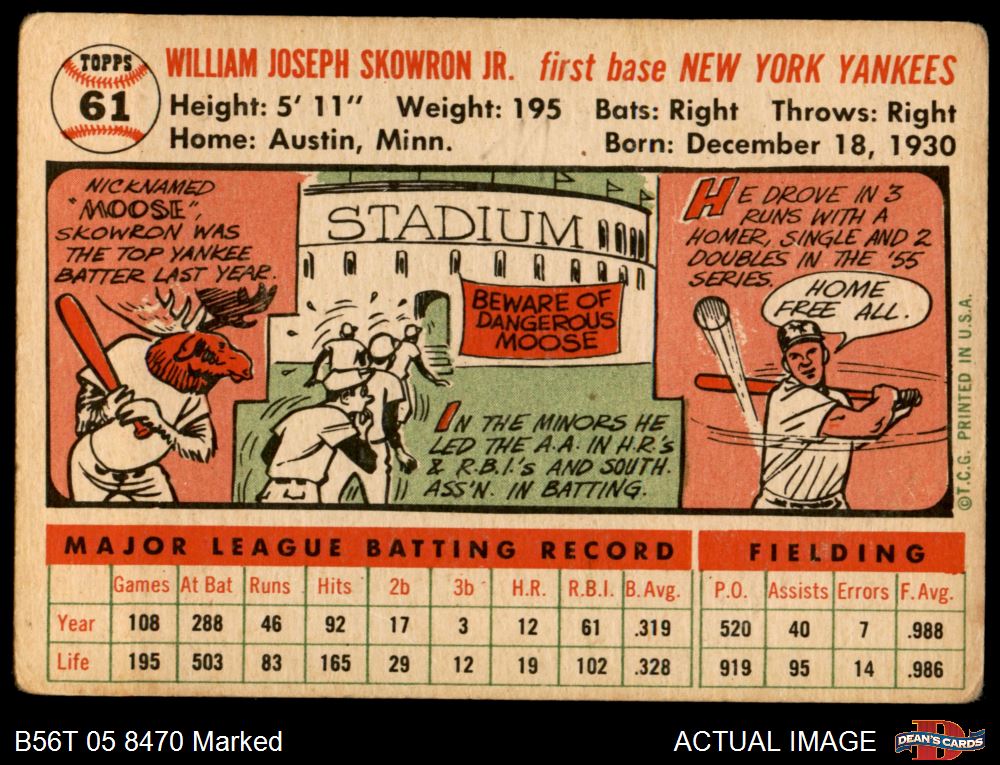 TOPPS
61
WILLIAM JOSEPH SKOWRON JR. first base NEW YORK YANKEES
Height: 5' 11" Weight: 195 Bats: Right Throws: Right
Home: Austin, Minn. Born: December 18, 1930
NICKNAMED
"MOOSE",
SKOWRON WAS
THE TOP YANKEE
BATTER LAST YEAR.
STADIUM
BEWARE OF
DANGEROUS
MOOSE
IN THE MINORS HE
LED THE A.A. IN H.R.'s
& R.B.I.'s AND SOUTH.
ASS'N. IN BATTING.
HE DROVE IN 3
RUNS WITH A
HOMER, SINGLE AND 2
DOUBLES IN THE '55
SERIES.
HOME
FREE ALL.
©T.C.G. PRINTED IN U.S.A.
MAJOR LEAGUE BATTING RECORD FIELDING
Games At Bat Runs Hits 2b 3b H.R. R.B.I. B.Avg. P.O. Assists Errors F.Avg.
Year 108 288 46 92 17 3 12 61 .319 520 40 7 .988
Life 195 503 83 165 29 12 19 102 .328 919 95 14 .986
B56T 05 8470 Marked ACTUAL IMAGE
DEAN'S CARDS